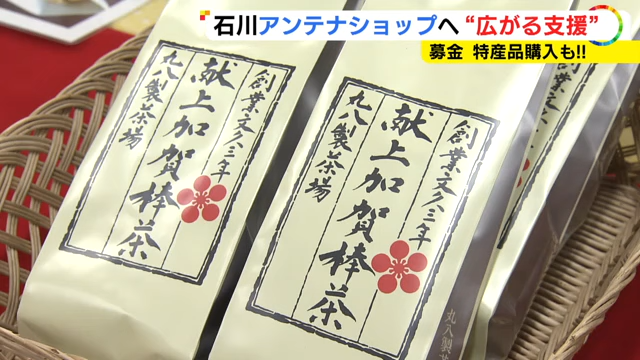 石川アンテナショップへ “広がる支援”
募金 特産品購入も!!
創業文久三年
献上加賀棒茶
丸八製茶場
創業文久三年
献上加賀棒茶
丸八製茶場
丸八製